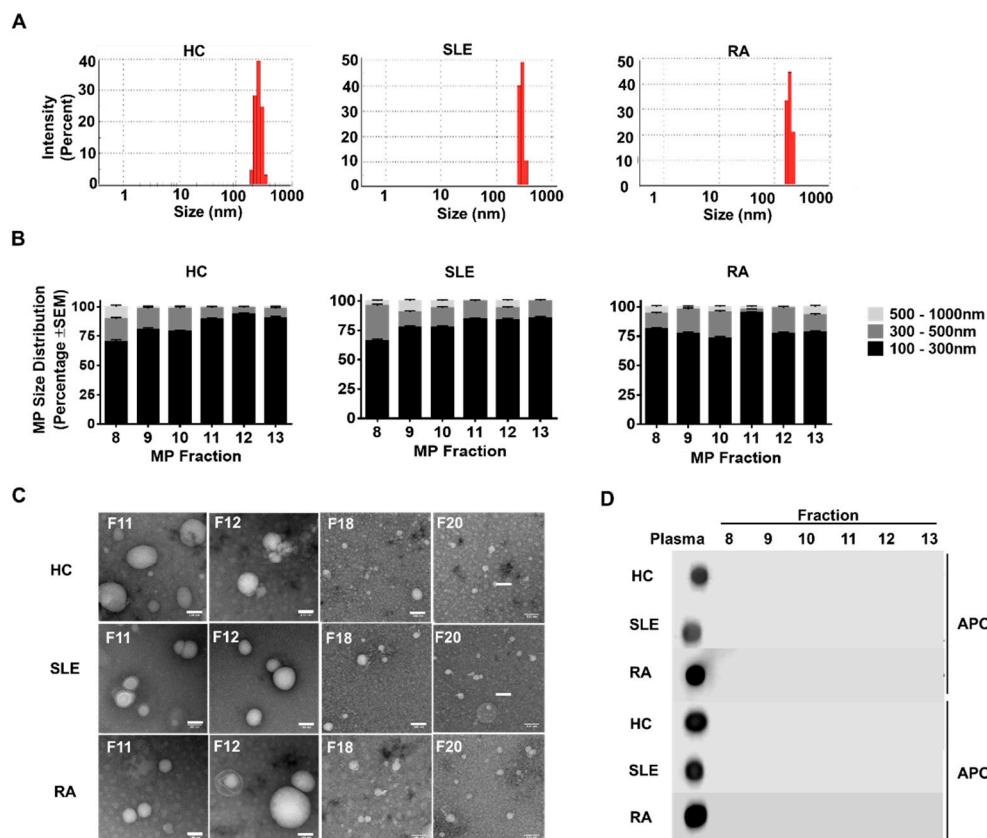 A
HC
SLE
RA
Intensity
(Percent)
40
30
20
10
0
1
10
100
1000
Size (nm)
50
40
30
20
10
0
1
10
100
1000
Size (nm)
50
40
30
20
10
0
1
10
100
1000
Size (nm)
B
HC
SLE
RA
MP Size Distribution
(Percentage ±SEM)
100
75
50
25
0
8 9 10 11 12 13
MP Fraction
100
75
50
25
0
8 9 10 11 12 13
MP Fraction
100
75
50
25
0
8 9 10 11 12 13
MP Fraction
500 - 1000nm
300 - 500nm
100 - 300nm
C
HC
F11 F12 F18 F20
SLE
F11 F12 F18 F20
RA
F11 F12 F18 F20
D
Fraction
Plasma 8 9 10 11 12 13
HC
SLE
RA
HC
SLE
RA